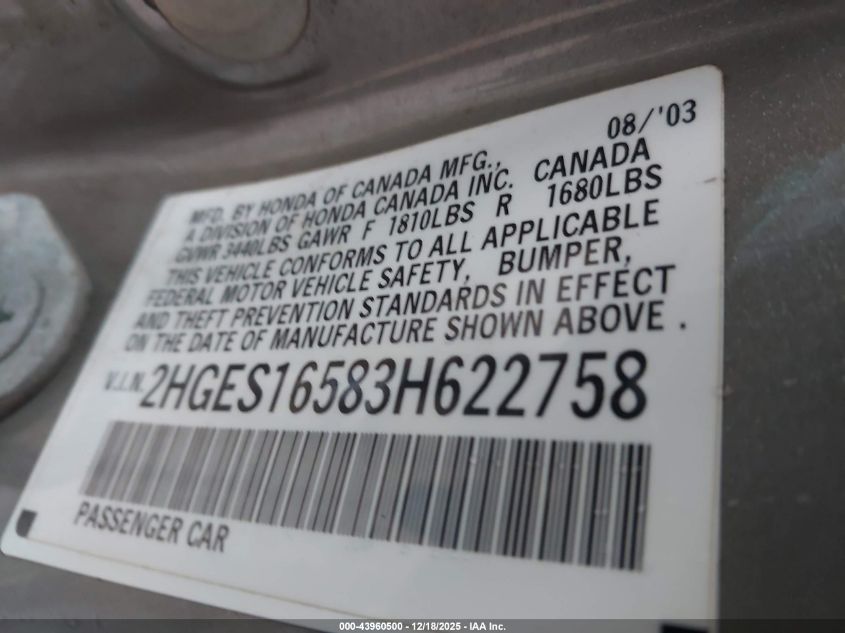 08/'03
MFD. BY HONDA OF CANADA MFG., CANADA
A DIVISION OF HONDA CANADA INC.
GVWR 3440LBS GAWR F 1810LBS R 1680LBS
THIS VEHICLE CONFORMS TO ALL APPLICABLE
FEDERAL MOTOR VEHICLE SAFETY, BUMPER,
AND THEFT PREVENTION STANDARDS IN EFFECT
ON THE DATE OF MANUFACTURE SHOWN ABOVE .
V.I.N. 2HGES16583H622758
PASSENGER CAR
000-43960500 - 12/18/2025 - IAA Inc.